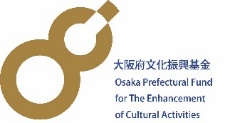 大阪府文化振興基金
Osaka Prefectural Fund
for The Enhancement
of Cultural Activities